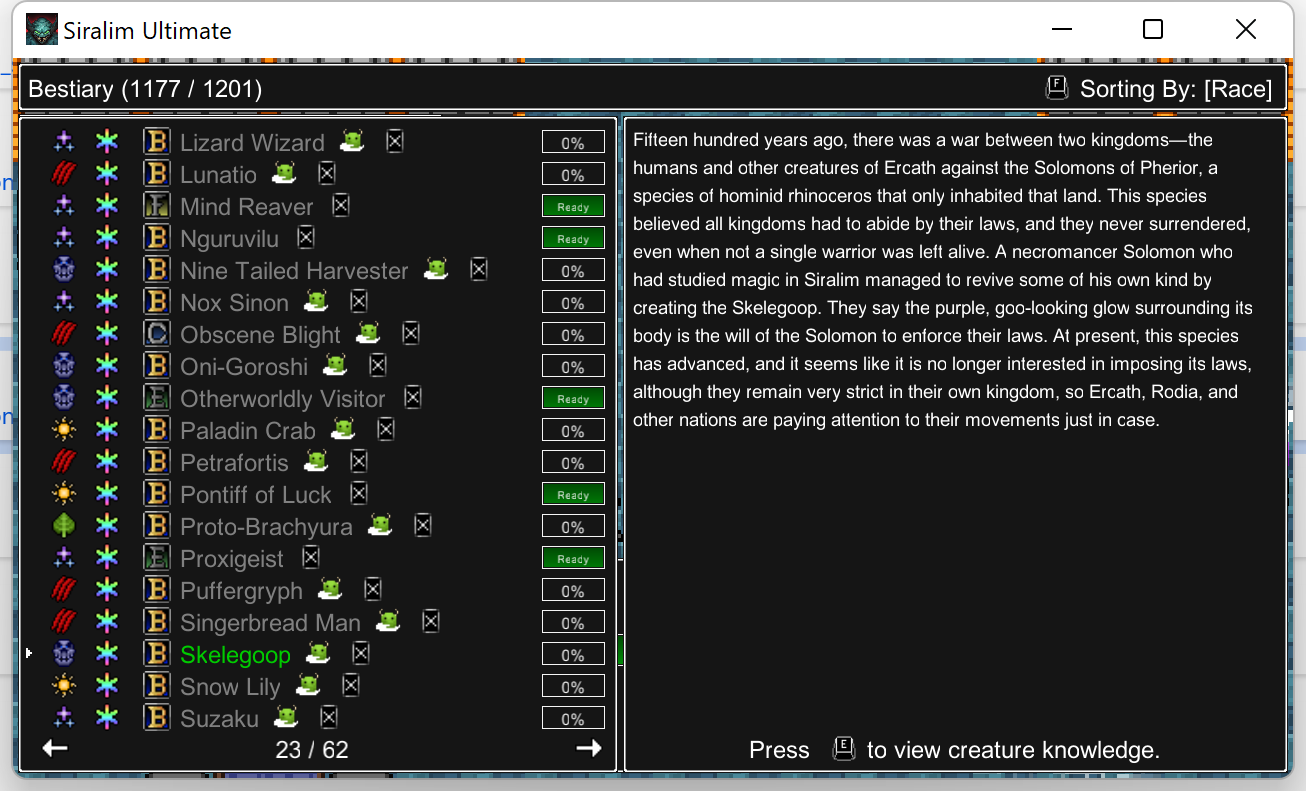 Siralim Ultimate
Bestiary (1177 / 1201)
F Sorting By: [Race]
B Lizard Wizard 0%
B Lunatio 0%
F Mind Reaver Ready
B Nguruvilu Ready
B Nine Tailed Harvester 0%
B Nox Sinon 0%
C Obscene Blight 0%
B Oni-Goroshi 0%
E Otherworldly Visitor Ready
B Paladin Crab 0%
B Petrafortis 0%
B Pontiff of Luck Ready
B Proto-Brachyura 0%
E Proxigeist Ready
B Puffergryph 0%
B Singerbread Man 0%
B Skelegoop 0%
B Snow Lily 0%
B Suzaku 0%
23 / 62
Fifteen hundred years ago, there was a war between two kingdoms—the
humans and other creatures of Ercath against the Solomons of Pherior, a
species of hominid rhinoceros that only inhabited that land. This species
believed all kingdoms had to abide by their laws, and they never surrendered,
even when not a single warrior was left alive. A necromancer Solomon who
had studied magic in Siralim managed to revive some of his own kind by
creating the Skelegoop. They say the purple, goo-looking glow surrounding its
body is the will of the Solomon to enforce their laws. At present, this species
has advanced, and it seems like it is no longer interested in imposing its laws,
although they remain very strict in their own kingdom, so Ercath, Rodia, and
other nations are paying attention to their movements just in case.
Press E to view creature knowledge.